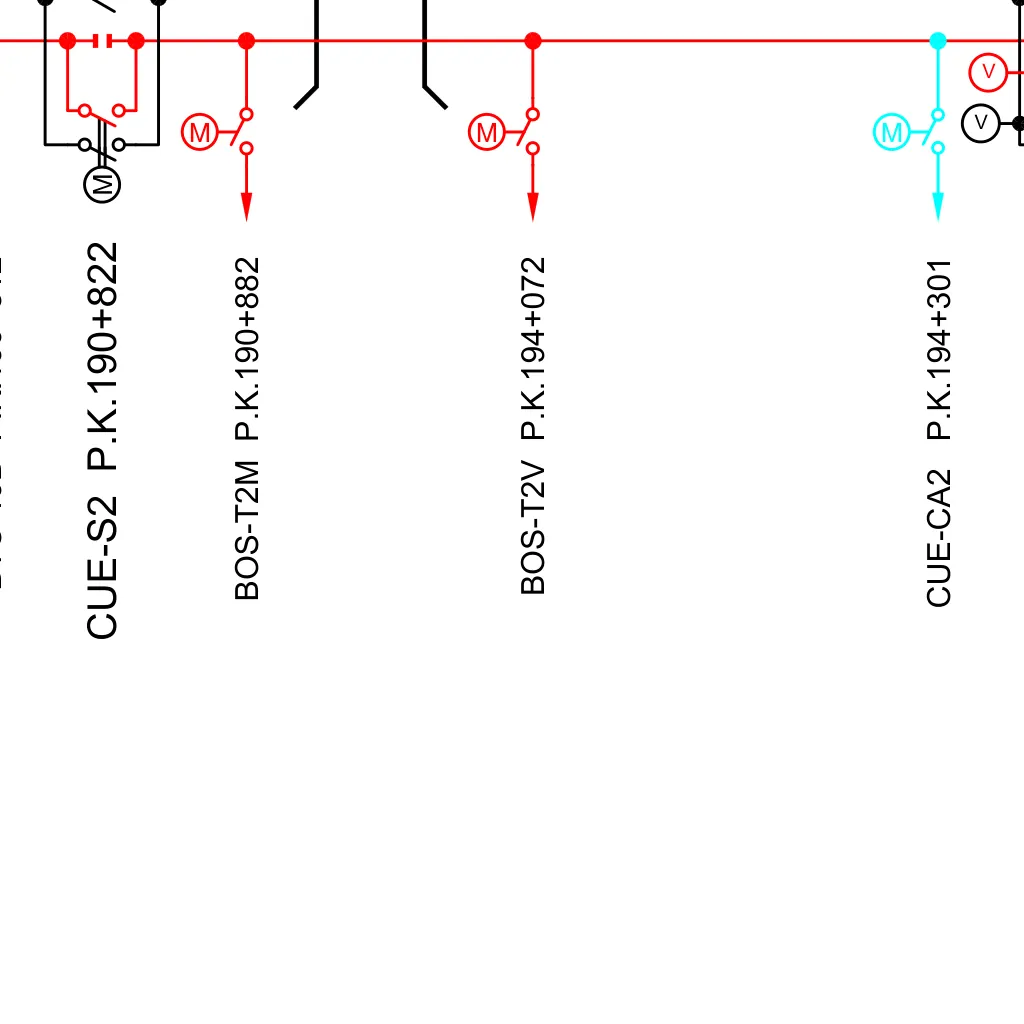 V
M
M
M
V
M
CUE-S2 P.K.190+822
BOS-T2M P.K.190+882
BOS-T2V P.K.194+072
CUE-CA2 P.K.194+301